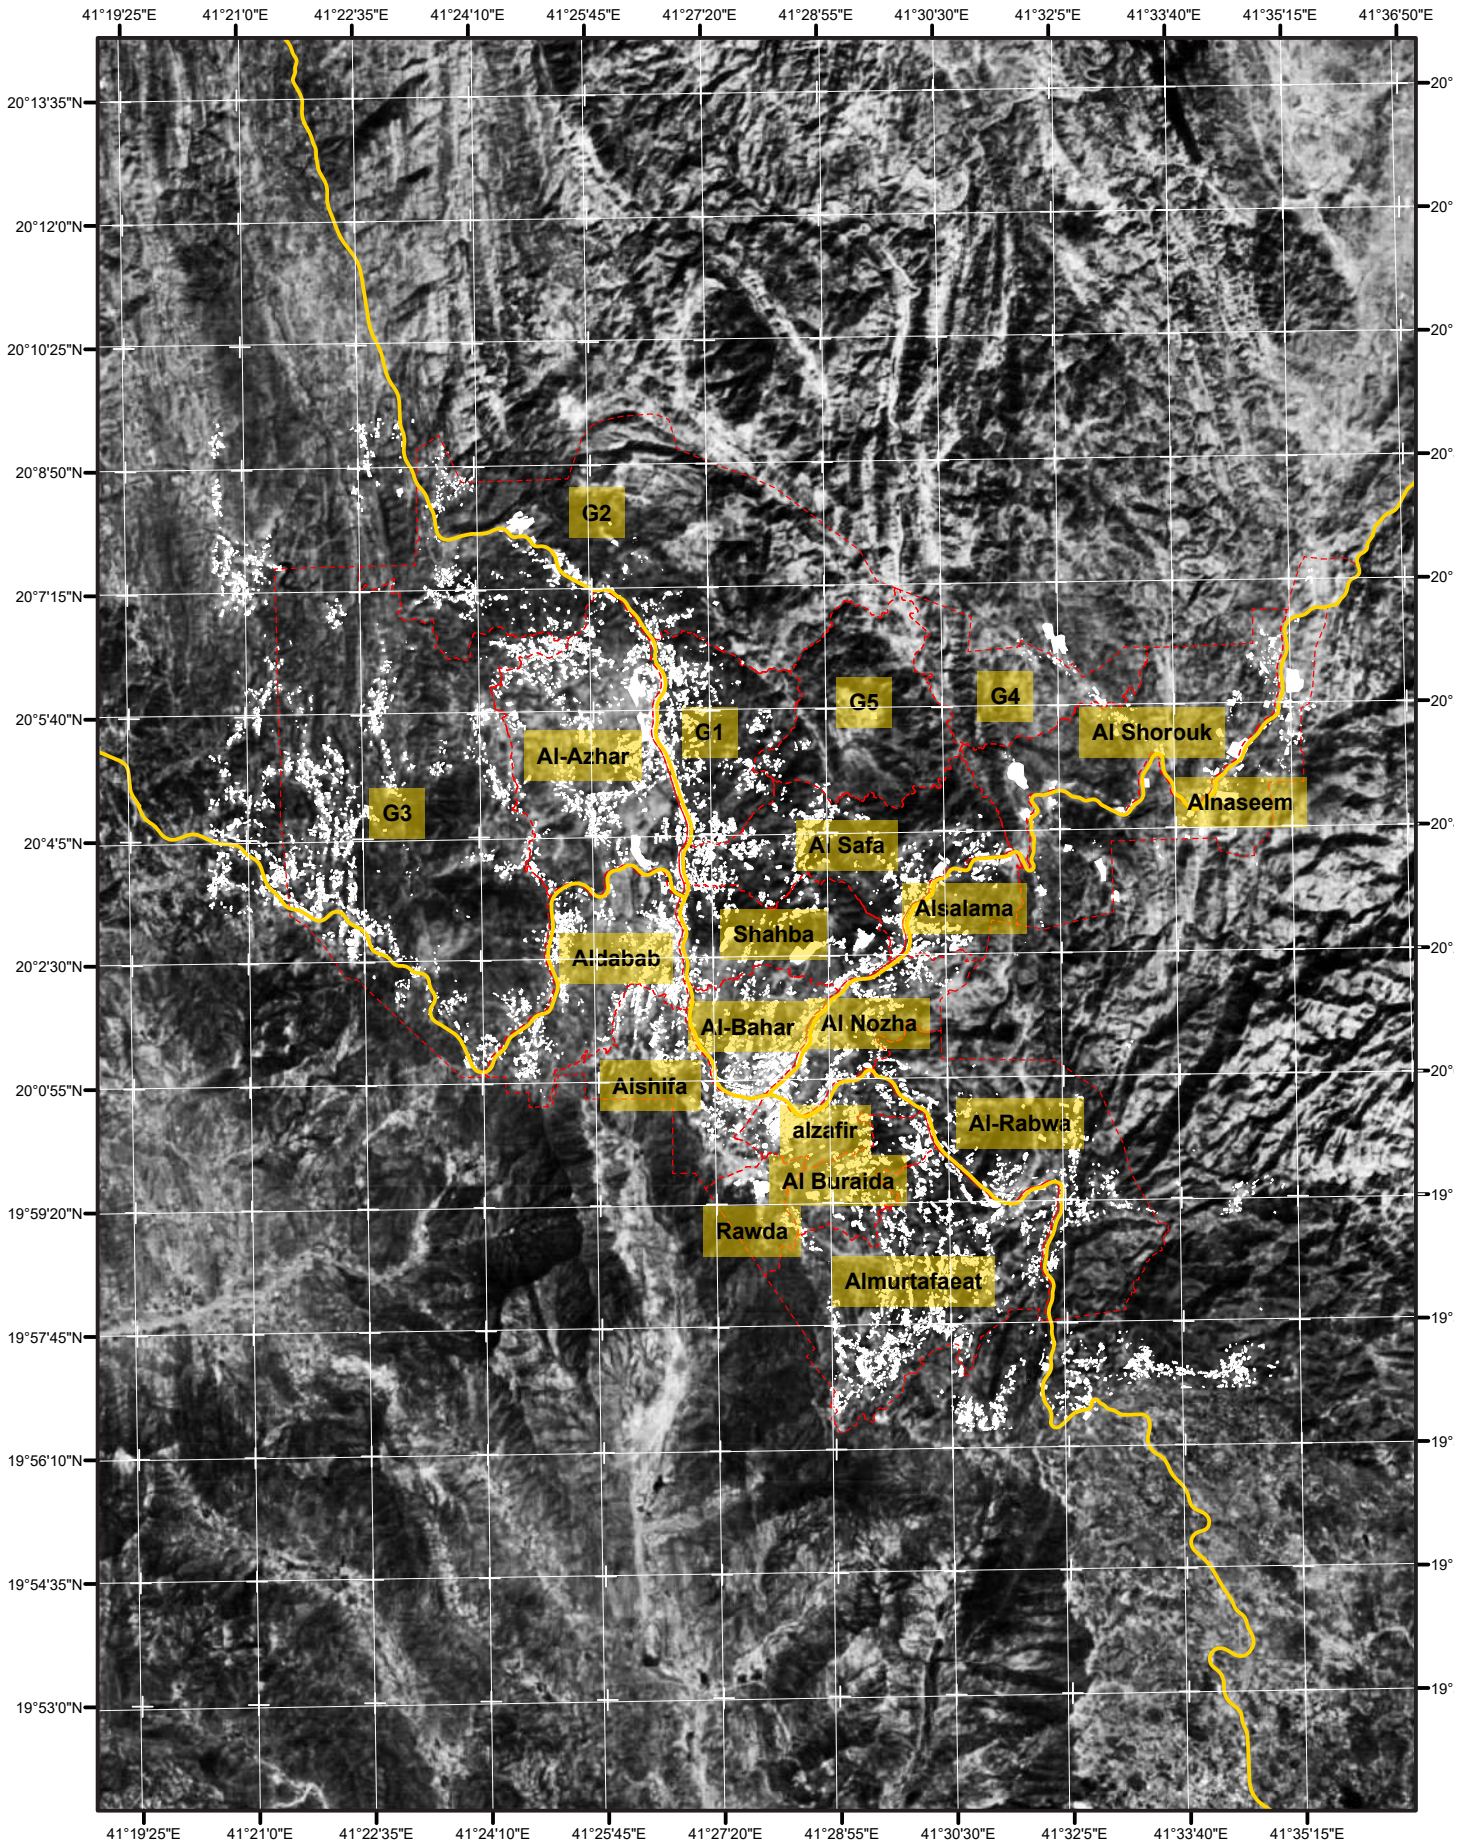 41°19'25"E 41°21'0"E 41°22'35"E 41°24'10"E 41°25'45"E 41°27'20"E 41°28'55"E 41°30'30"E 41°32'5"E 41°33'40"E 41°35'15"E 41°36'50"E
20°13'35"N 20°
20°12'0"N 20°
20°10'25"N 20°
20°8'50"N 20°
G2
20°7'15"N 20°
G4
G5
20°5'40"N 20°
G1 Al Shorouk
Al-Azhar
Alnaseem
G3
20°4'5"N 20°
Al Safa
Alsalama
Shahba
Aldabab
20°2'30"N 20°
Al-Bahar Al Nozha
Alshifa
20°0'55"N 20°
Al-Rabwa
alzafir
Al Buraida
19°59'20"N 19°
Rawda
Almurtafaeat
19°57'45"N 19°
19°56'10"N 19°
19°54'35"N 19°
19°53'0"N 19°
41°19'25"E 41°21'0"E 41°22'35"E 41°24'10"E 41°25'45"E 41°27'20"E 41°28'55"E 41°30'30"E 41°32'5"E 41°33'40"E 41°35'15"E